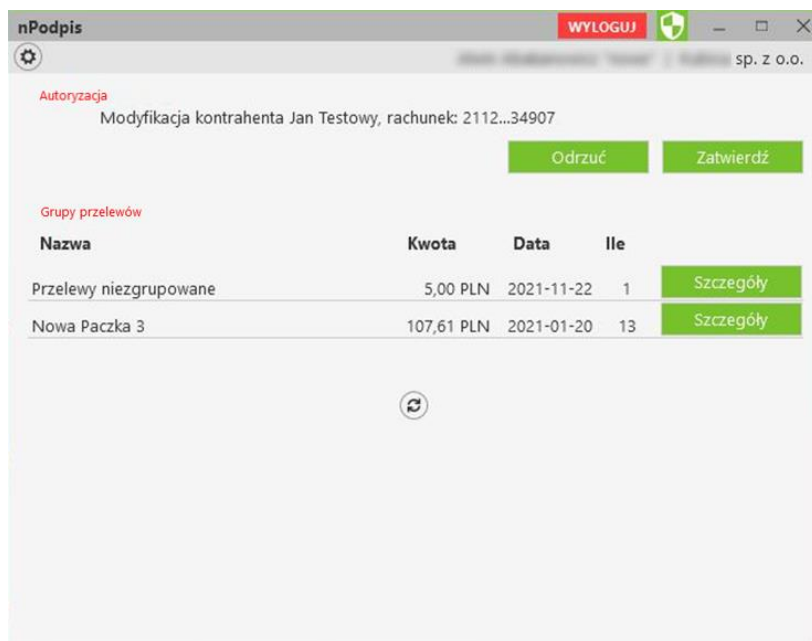 nPodpis WYLOGUJ
sp. z o.o.
Autoryzacja
Modyfikacja kontrahenta Jan Testowy, rachunek: 2112...34907
Odrzuć Zatwierdź
Grupy przelewów
Nazwa Kwota Data Ile
Przelewy niezgrupowane 5,00 PLN 2021-11-22 1 Szczegóły
Nowa Paczka 3 107,61 PLN 2021-01-20 13 Szczegóły